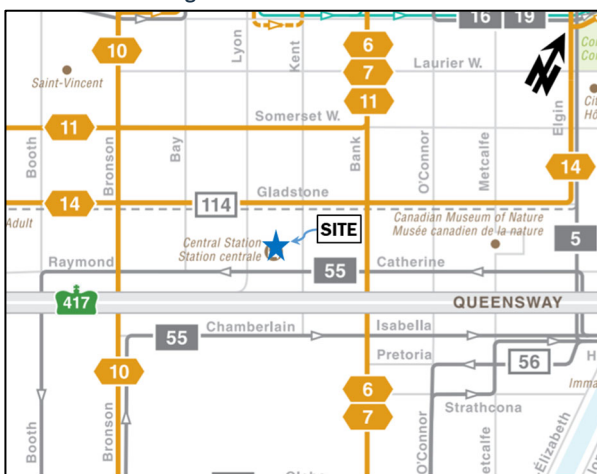 16
19
10
Lyon
Kent
6
7
11
Laurier W.
Saint-Vincent
Somerset W.
11
Booth
Bronson
Bay
Bank
O'Connor
Metcalfe
Elgin
14
14
114
Gladstone
Adult
Central Station
Station centrale
SITE
Canadian Museum of Nature
Musée canadien de la nature
5
Raymond
55
Catherine
417
QUEENSWAY
55
Chamberlain
Isabella
Pretoria
56
10
6
7
Strathcona
Booth
Bronson
O'Connor
Élizabeth